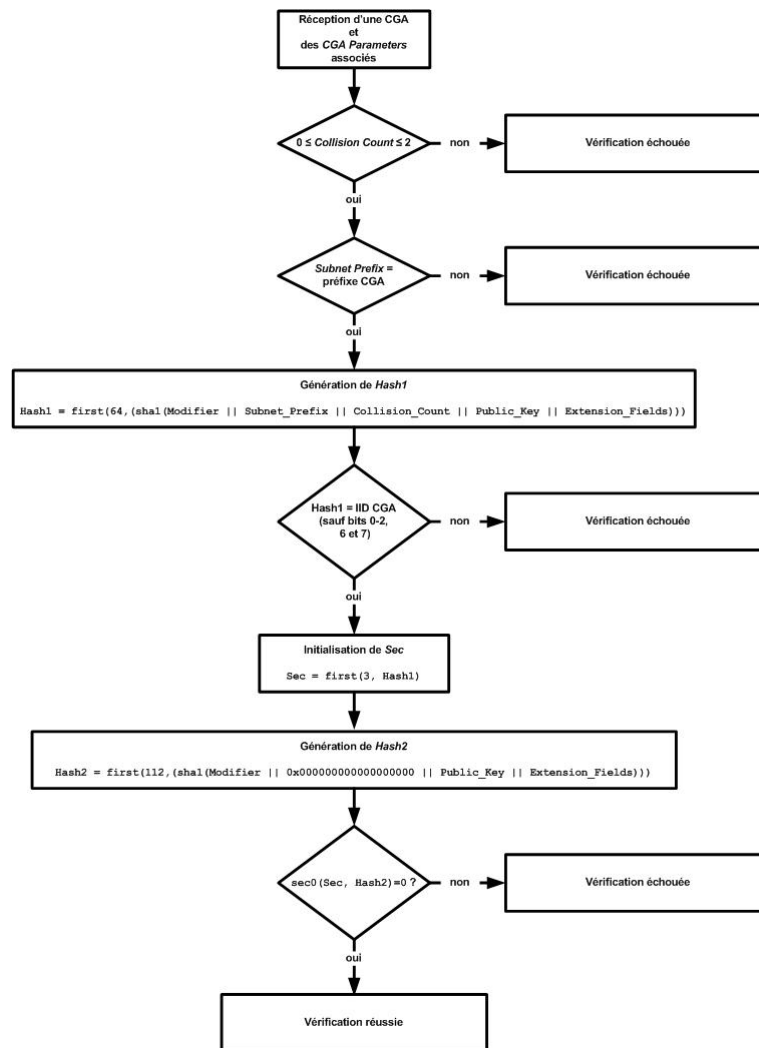 Réception d'une CGA
et
des CGA Parameters
associés
0 ≤ Collision Count ≤ 2
non
Vérification échouée
oui
Subnet Prefix =
préfixe CGA
non
Vérification échouée
oui
Génération de Hash1
Hash1 = first(64,(sha1(Modifier || Subnet_Prefix || Collision_Count || Public_Key || Extension_Fields)))
Hash1 = IID CGA
(sauf bits 0-2,
6 et 7)
non
Vérification échouée
oui
Initialisation de Sec
Sec = first(3, Hash1)
Génération de Hash2
Hash2 = first(112,(sha1(Modifier || 0x000000000000000000 || Public_Key || Extension_Fields)))
sec0(Sec, Hash2)=0 ?
non
Vérification échouée
oui
Vérification réussie